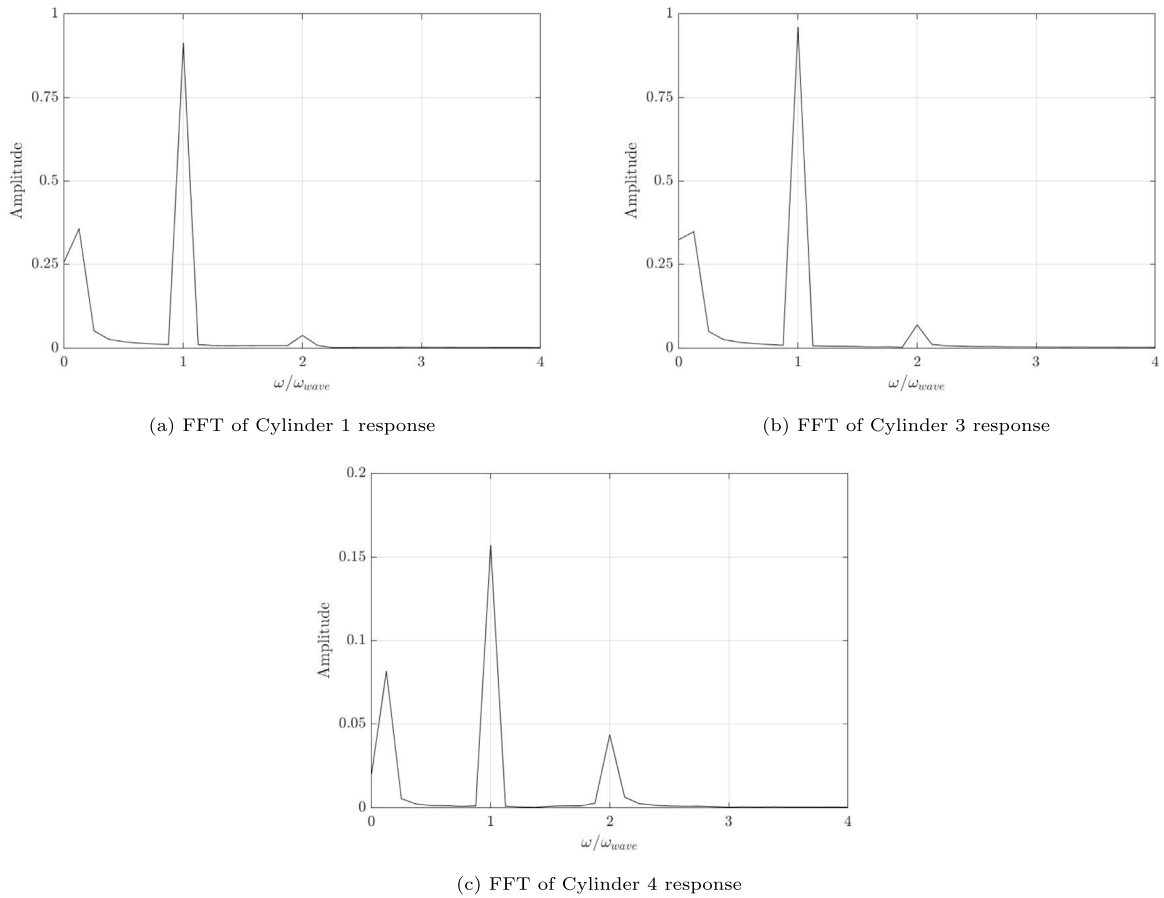 1
0.75
0.5
0.25
0
Amplitude
0 1 2 3 4
ω/ω_wave
(a) FFT of Cylinder 1 response
1
0.75
0.5
0.25
0
Amplitude
0 1 2 3 4
ω/ω_wave
(b) FFT of Cylinder 3 response
0.2
0.15
0.1
0.05
0
Amplitude
0 1 2 3 4
ω/ω_wave
(c) FFT of Cylinder 4 response